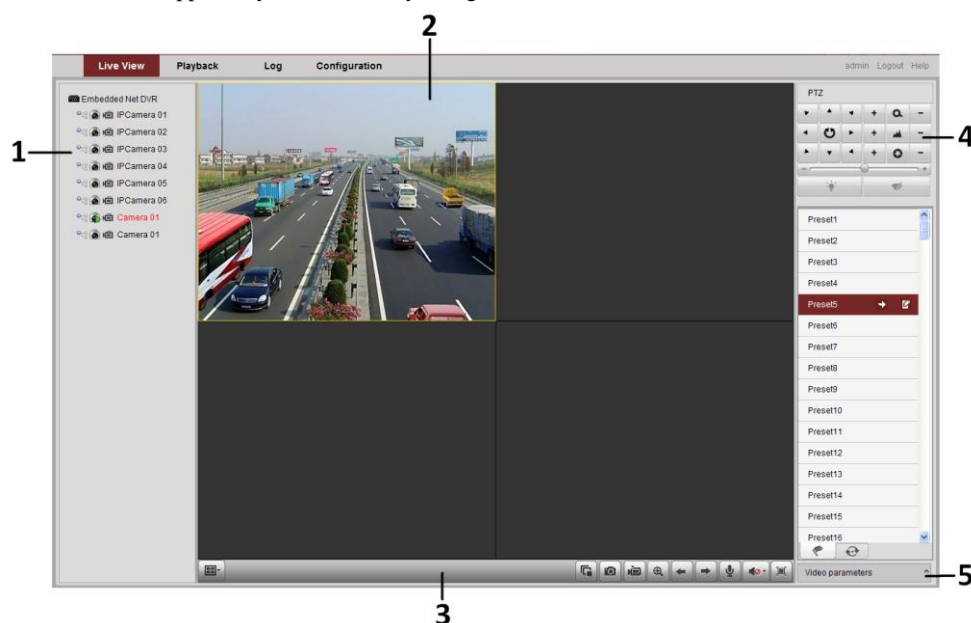 2
Live View Playback Log Configuration admin Logout Help
Embedded Net DVR
IPCamera 01
IPCamera 02
IPCamera 03
IPCamera 04
IPCamera 05
IPCamera 06
Camera 01
Camera 01
1
PTZ
4
Preset1
Preset2
Preset3
Preset4
Preset5
Preset6
Preset7
Preset8
Preset9
Preset10
Preset11
Preset12
Preset13
Preset14
Preset15
Preset16
Video parameters
5
3